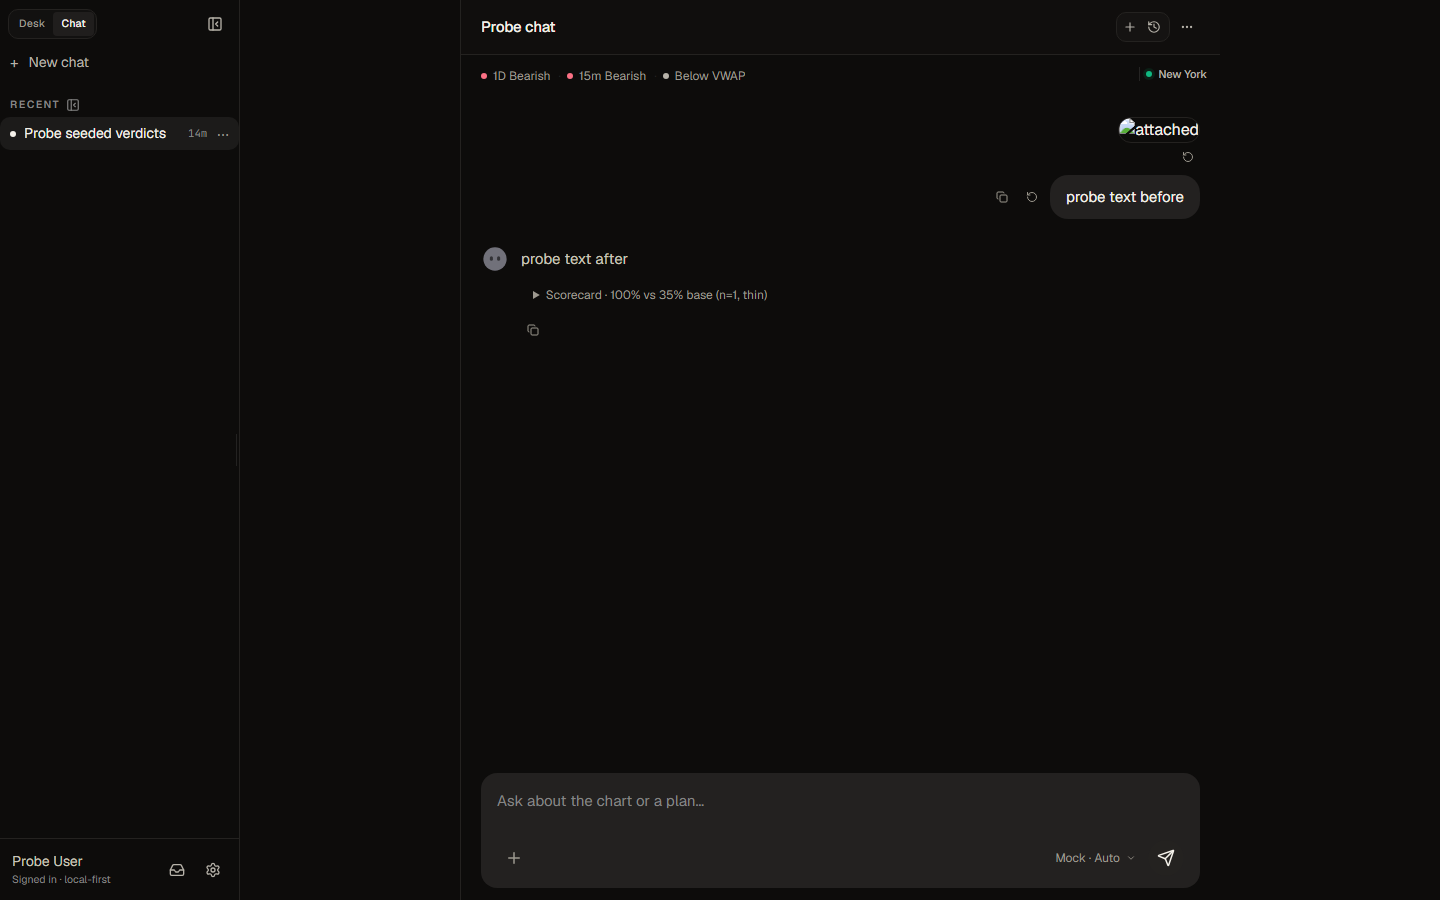 Desk Chat
+ New chat
RECENT
Probe seeded verdicts 14m ...
Probe User
Signed in · local-first
Probe chat
1D Bearish 15m Bearish Below VWAP
New York
attached
probe text before
probe text after
Scorecard · 100% vs 35% base (n=1, thin)
Ask about the chart or a plan...
Mock · Auto